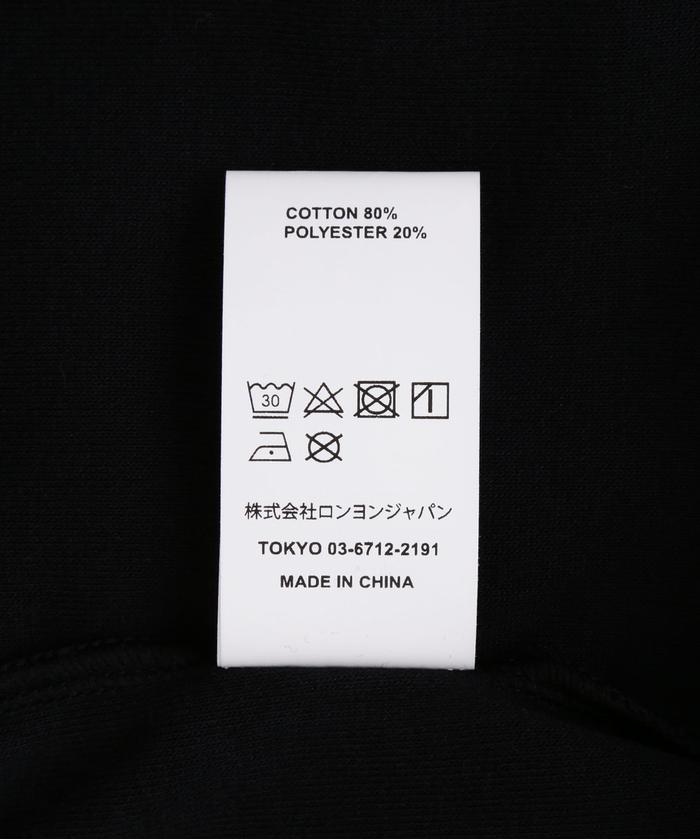 COTTON 80%
POLYESTER 20%
30
株式会社ロンヨンジャパン
TOKYO 03-6712-2191
MADE IN CHINA